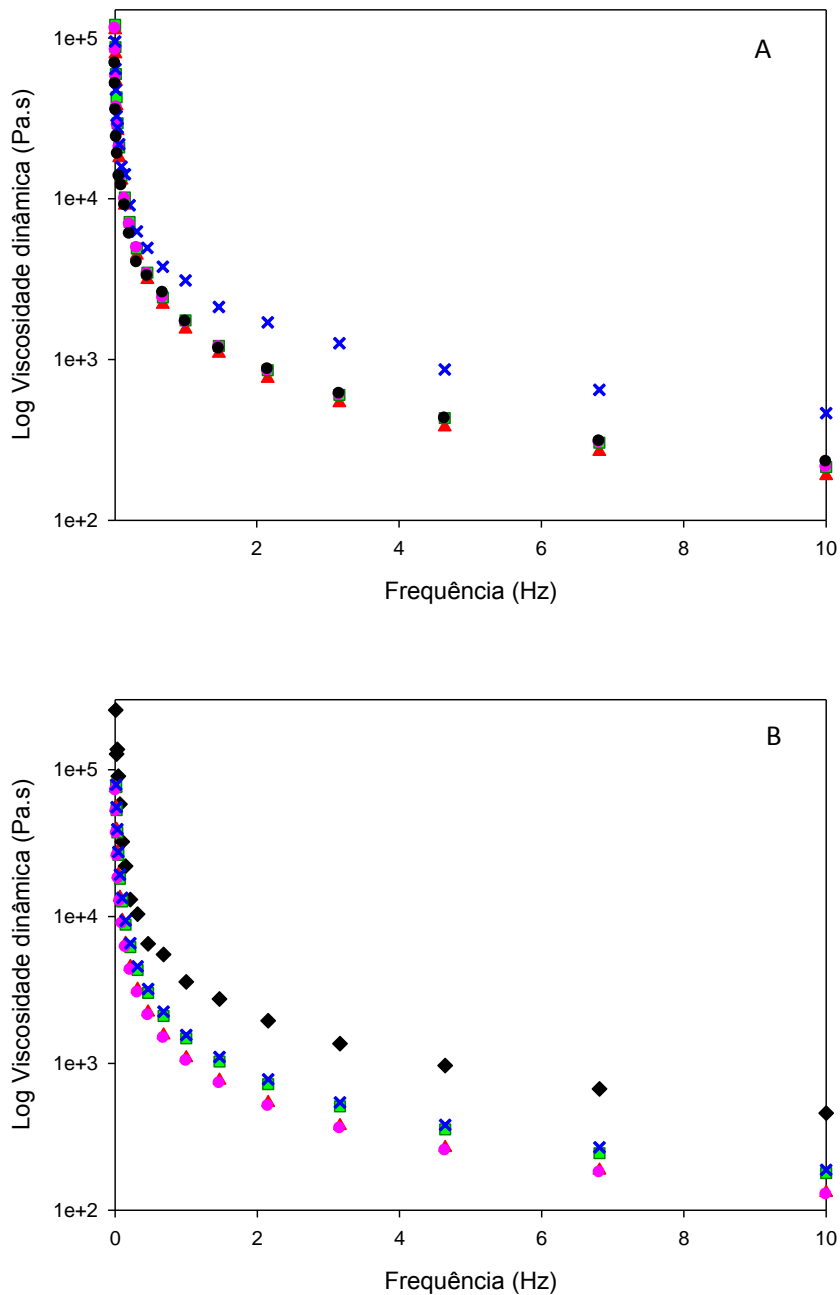 A
1e+5
1e+4
1e+3
1e+2
Log Viscosidade dinâmica (Pa.s)
2 4 6 8 10
Frequência (Hz)
B
1e+5
1e+4
1e+3
1e+2
Log Viscosidade dinâmica (Pa.s)
0 2 4 6 8 10
Frequência (Hz)